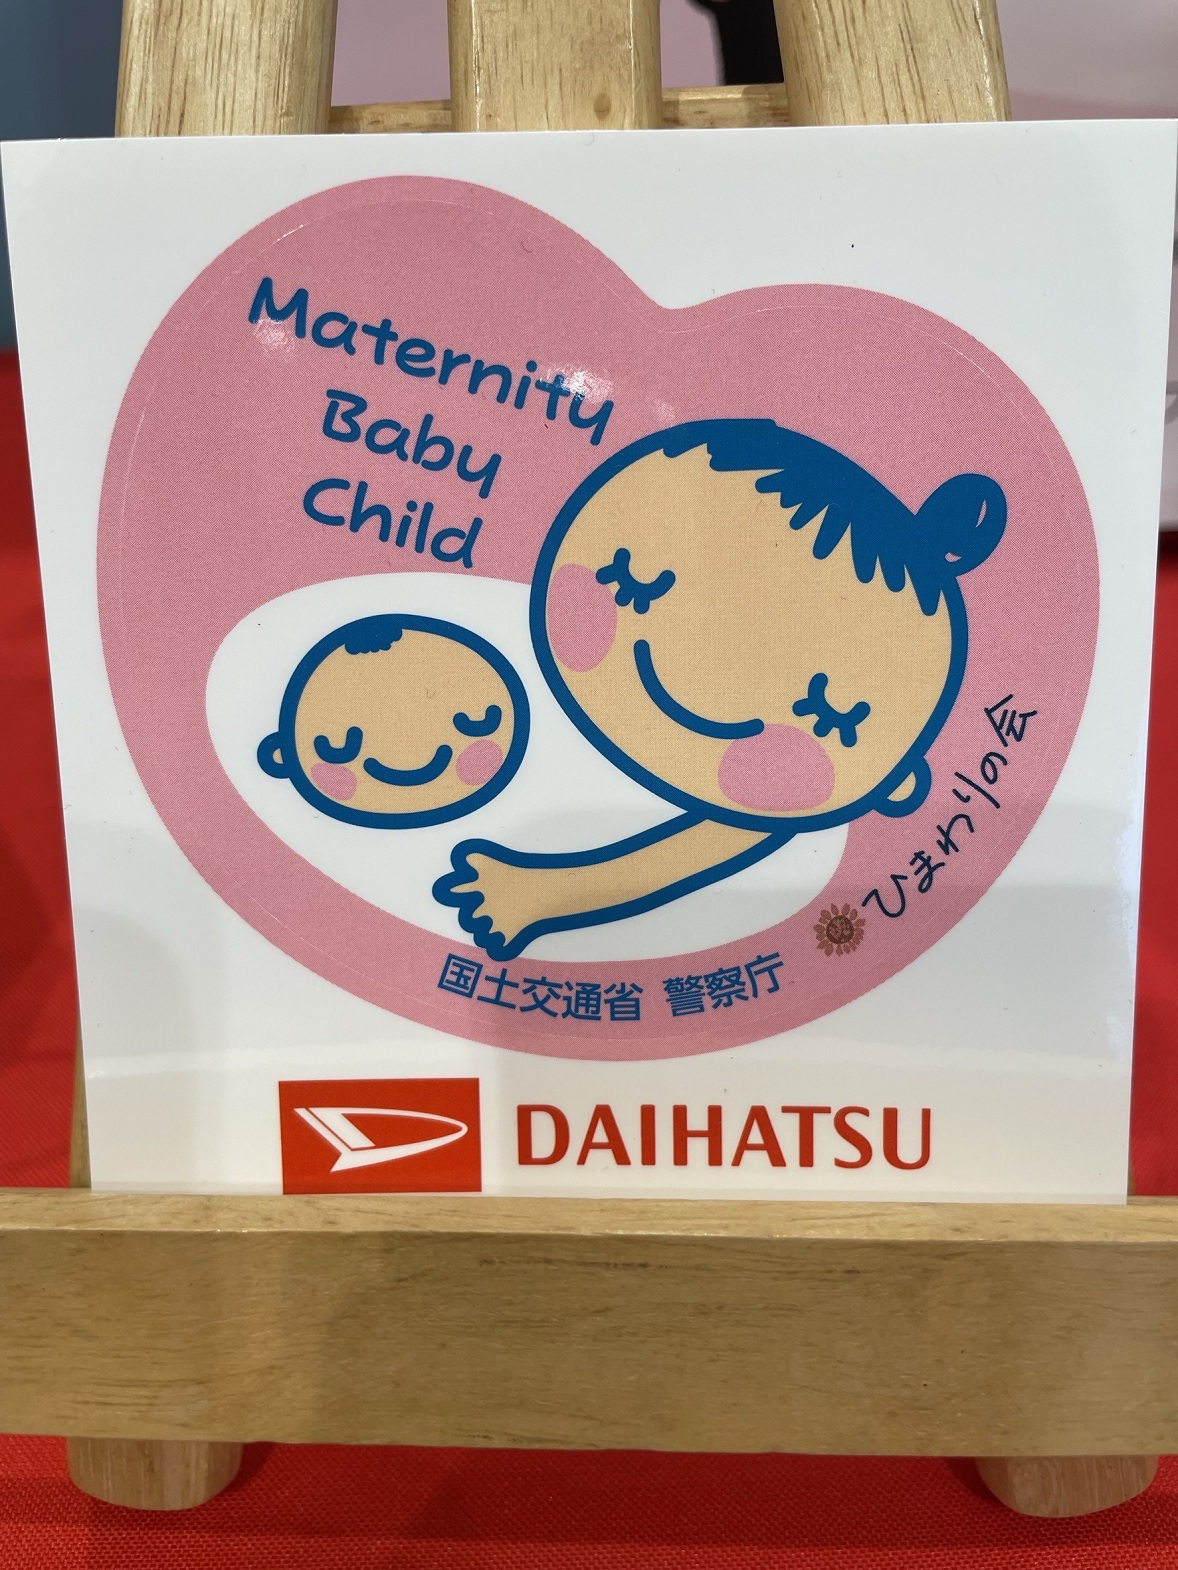 Maternity
Baby
Child
ひまわりの会
国土交通省 警察庁
DAIHATSU